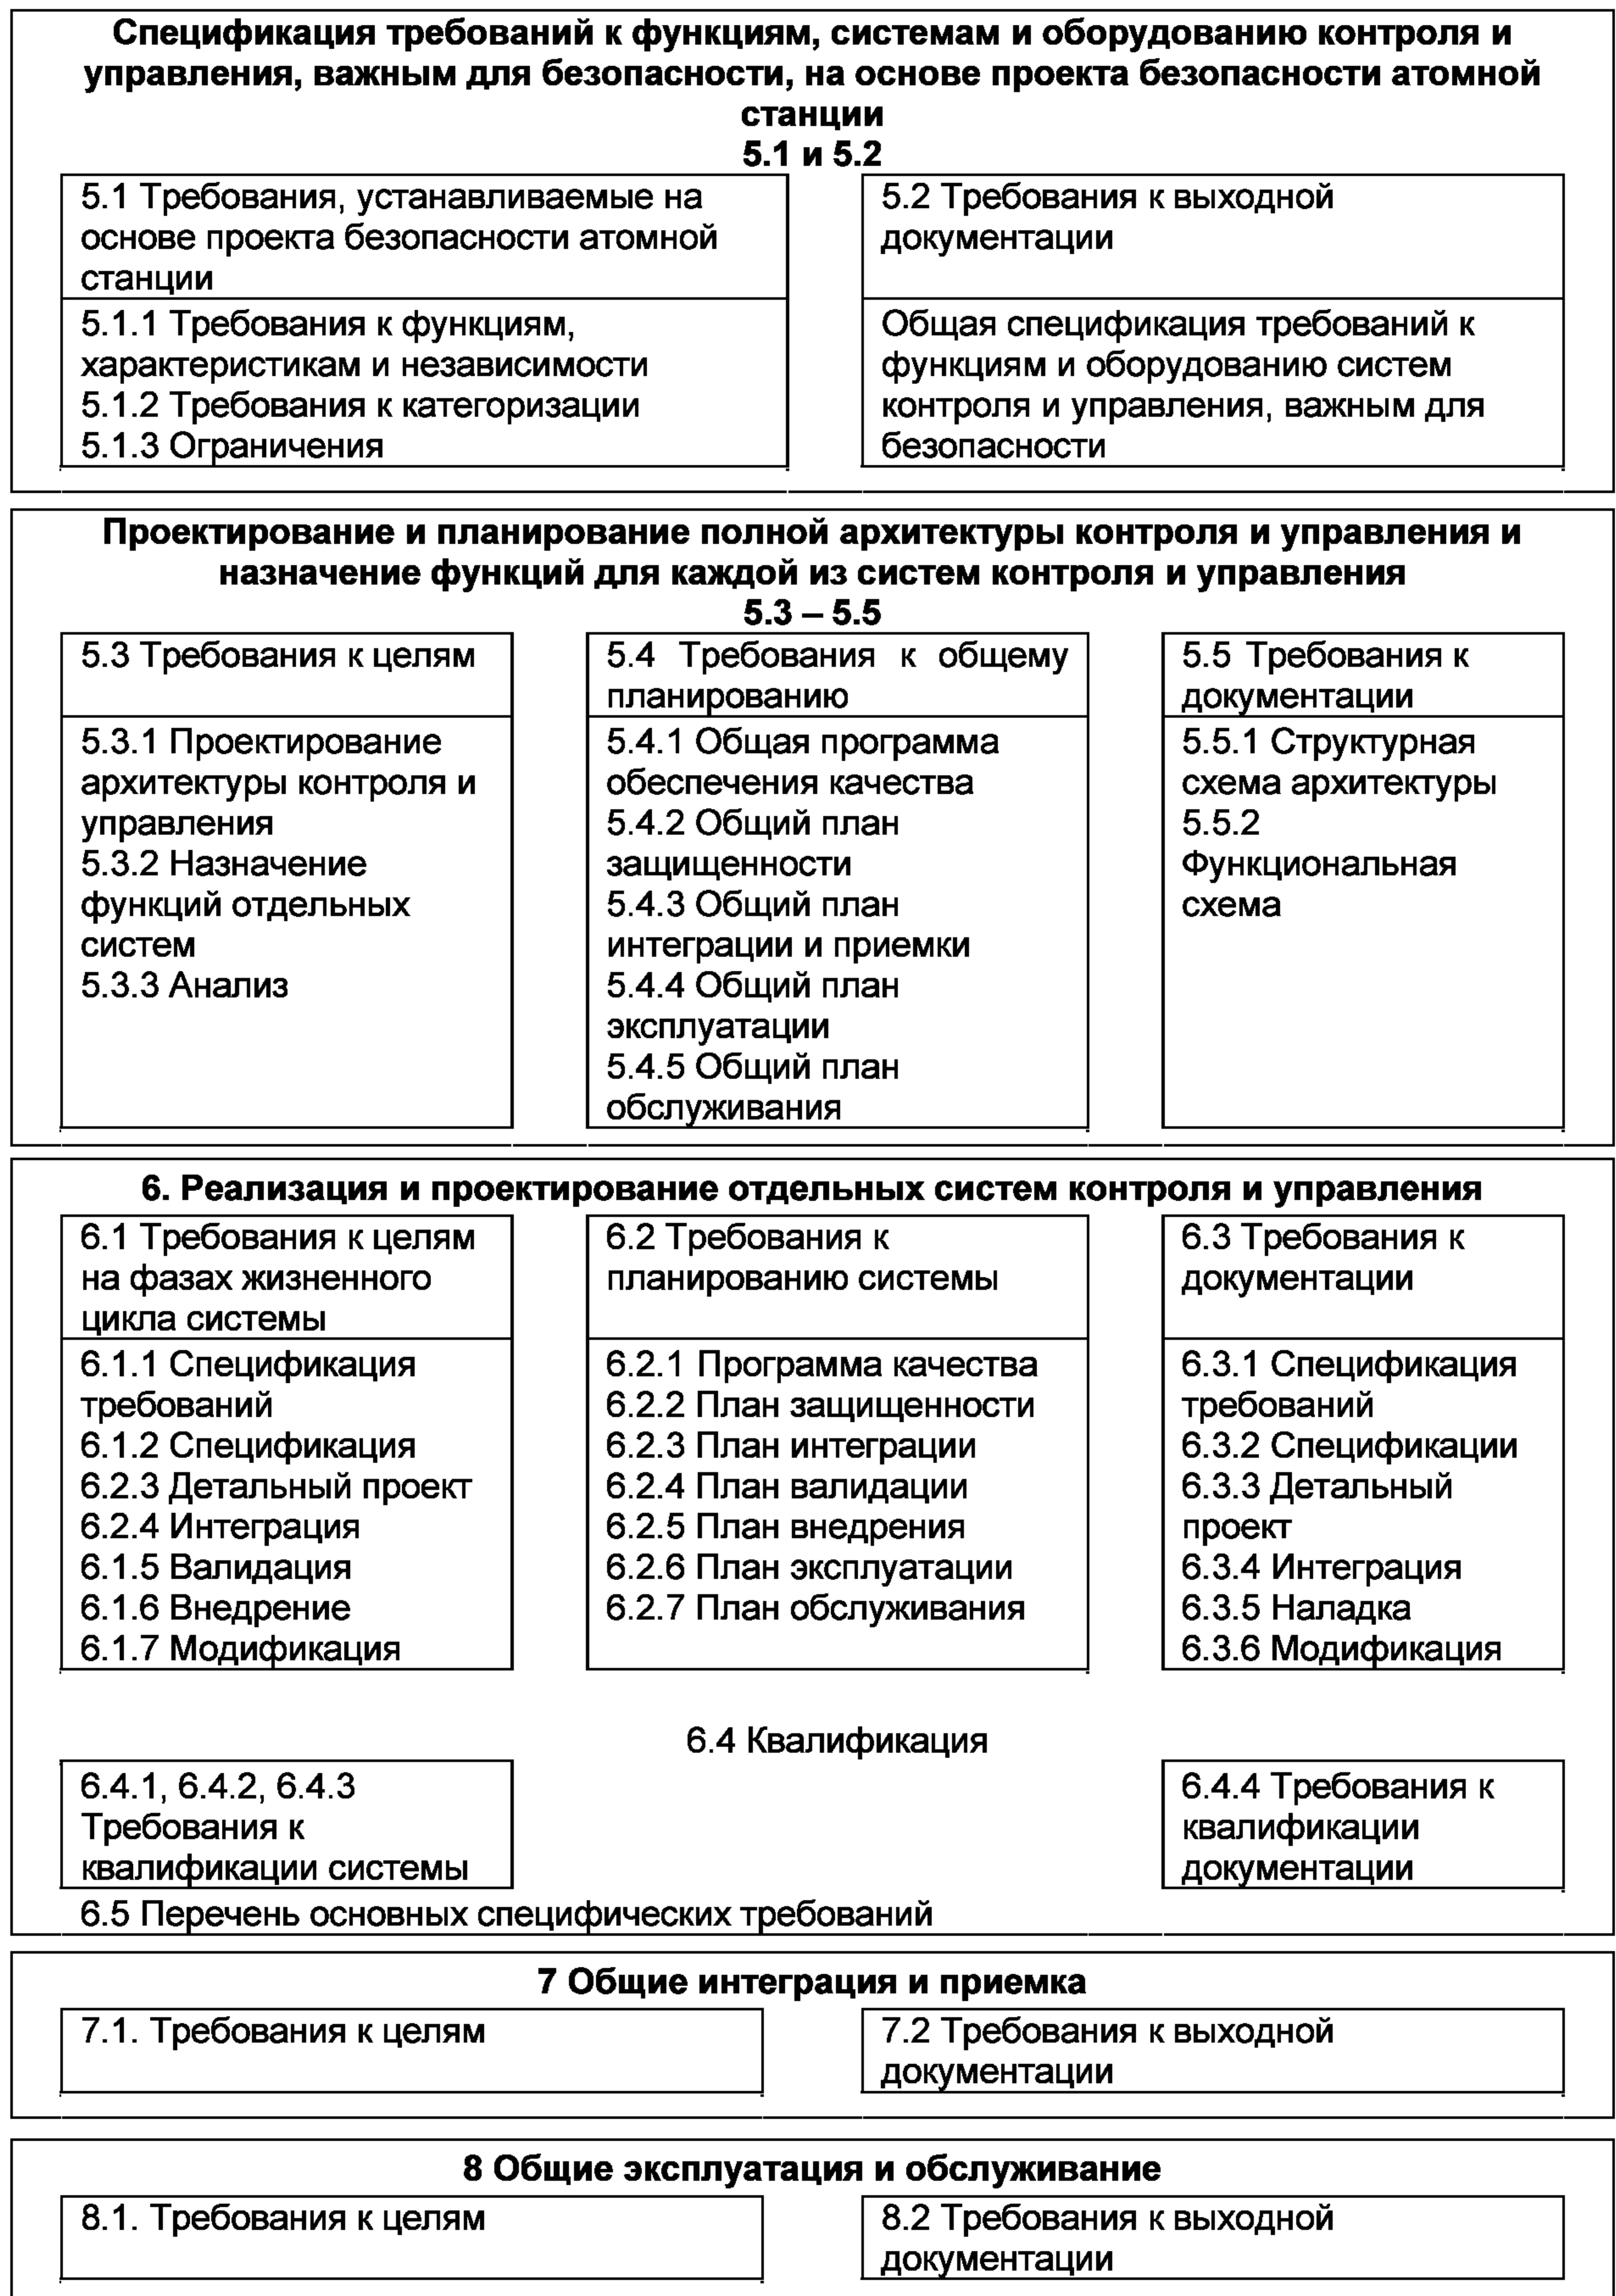 Спецификация требований к функциям, системам и оборудованию контроля и
управления, важным для безопасности, на основе проекта безопасности атомной
станции
5.1 и 5.2
5.1 Требования, устанавливаемые на
основе проекта безопасности атомной
станции
5.1.1 Требования к функциям,
характеристикам и независимости
5.1.2 Требования к категоризации
5.1.3 Ограничения
5.2 Требования к выходной
документации
Общая спецификация требований к
функциям и оборудованию систем
контроля и управления, важным для
безопасности
Проектирование и планирование полной архитектуры контроля и управления и
назначение функций для каждой из систем контроля и управления
5.3 – 5.5
5.3 Требования к целям
5.3.1 Проектирование
архитектуры контроля и
управления
5.3.2 Назначение
функций отдельных
систем
5.3.3 Анализ
5.4 Требования к общему
планированию
5.4.1 Общая программа
обеспечения качества
5.4.2 Общий план
защищенности
5.4.3 Общий план
интеграции и приемки
5.4.4 Общий план
эксплуатации
5.4.5 Общий план
обслуживания
5.5 Требования к
документации
5.5.1 Структурная
схема архитектуры
5.5.2
Функциональная
схема
6. Реализация и проектирование отдельных систем контроля и управления
6.1 Требования к целям
на фазах жизненного
цикла системы
6.1.1 Спецификация
требований
6.1.2 Спецификация
6.2.3 Детальный проект
6.2.4 Интеграция
6.1.5 Валидация
6.1.6 Внедрение
6.1.7 Модификация
6.2 Требования к
планированию системы
6.2.1 Программа качества
6.2.2 План защищенности
6.2.3 План интеграции
6.2.4 План валидации
6.2.5 План внедрения
6.2.6 План эксплуатации
6.2.7 План обслуживания
6.3 Требования к
документации
6.3.1 Спецификация
требований
6.3.2 Спецификации
6.3.3 Детальный
проект
6.3.4 Интеграция
6.3.5 Наладка
6.3.6 Модификация
6.4 Квалификация
6.4.1, 6.4.2, 6.4.3
Требования к
квалификации системы
6.4.4 Требования к
квалификации
документации
6.5 Перечень основных специфических требований
7 Общие интеграция и приемка
7.1. Требования к целям
7.2 Требования к выходной
документации
8 Общие эксплуатация и обслуживание
8.1. Требования к целям
8.2 Требования к выходной
документации